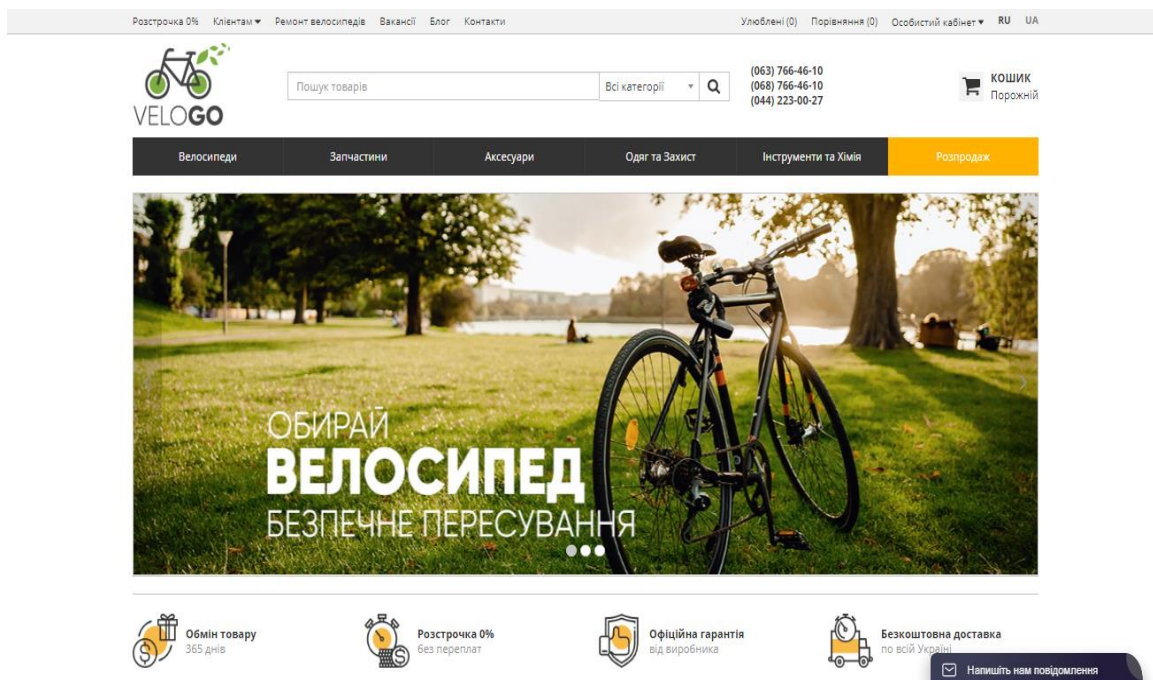 Розстрочка 0% Клієнтам Ремонт велосипедів Вакансії Блог Контакти Улюблені (0) Порівняння (0) Особистий кабінет RU UA
VELOGO
Пошук товарів Всі категорії
(063) 766-46-10
(068) 766-46-10
(044) 223-00-27
КОШИК
Порожній
Велосипеди Запчастини Аксесуари Одяг та Захист Інструменти та Хімія Розпродаж
ОБИРАЙ
ВЕЛОСИПЕД
БЕЗПЕЧНЕ ПЕРЕСУВАННЯ
Обмін товару
365 днів
Розстрочка 0%
без переплат
Офіційна гарантія
від виробника
Безкоштовна доставка
по всій Україні
Напишіть нам повідомлення